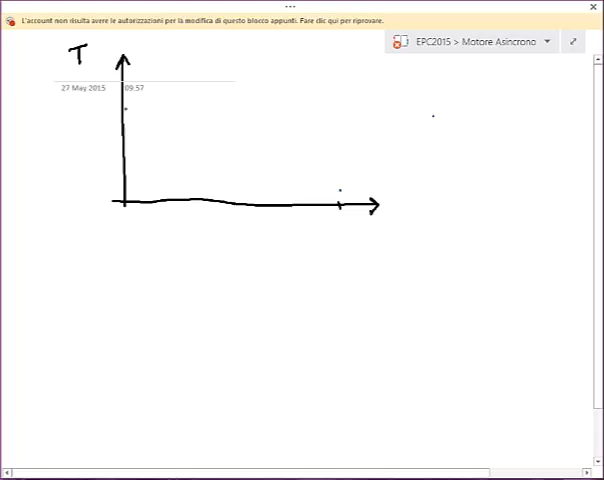 L'account non risulta avere le autorizzazioni per la modifica di questo blocco appunti. Fare clic qui per riprovare.
EPC2015 > Motore Asincrono
T
27 May 2015 09.57